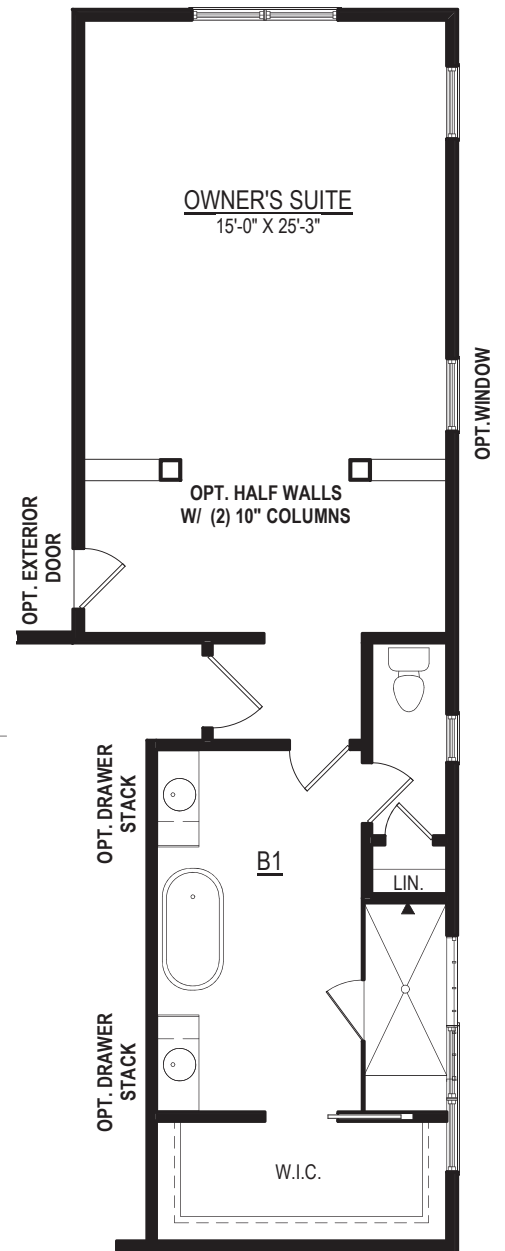 OWNER'S SUITE
15'-0" X 25'-3"
OPT.WINDOW
OPT. HALF WALLS
W/ (2) 10" COLUMNS
OPT. EXTERIOR
DOOR
OPT. DRAWER
STACK
B1
LIN.
OPT. DRAWER
STACK
W.I.C.